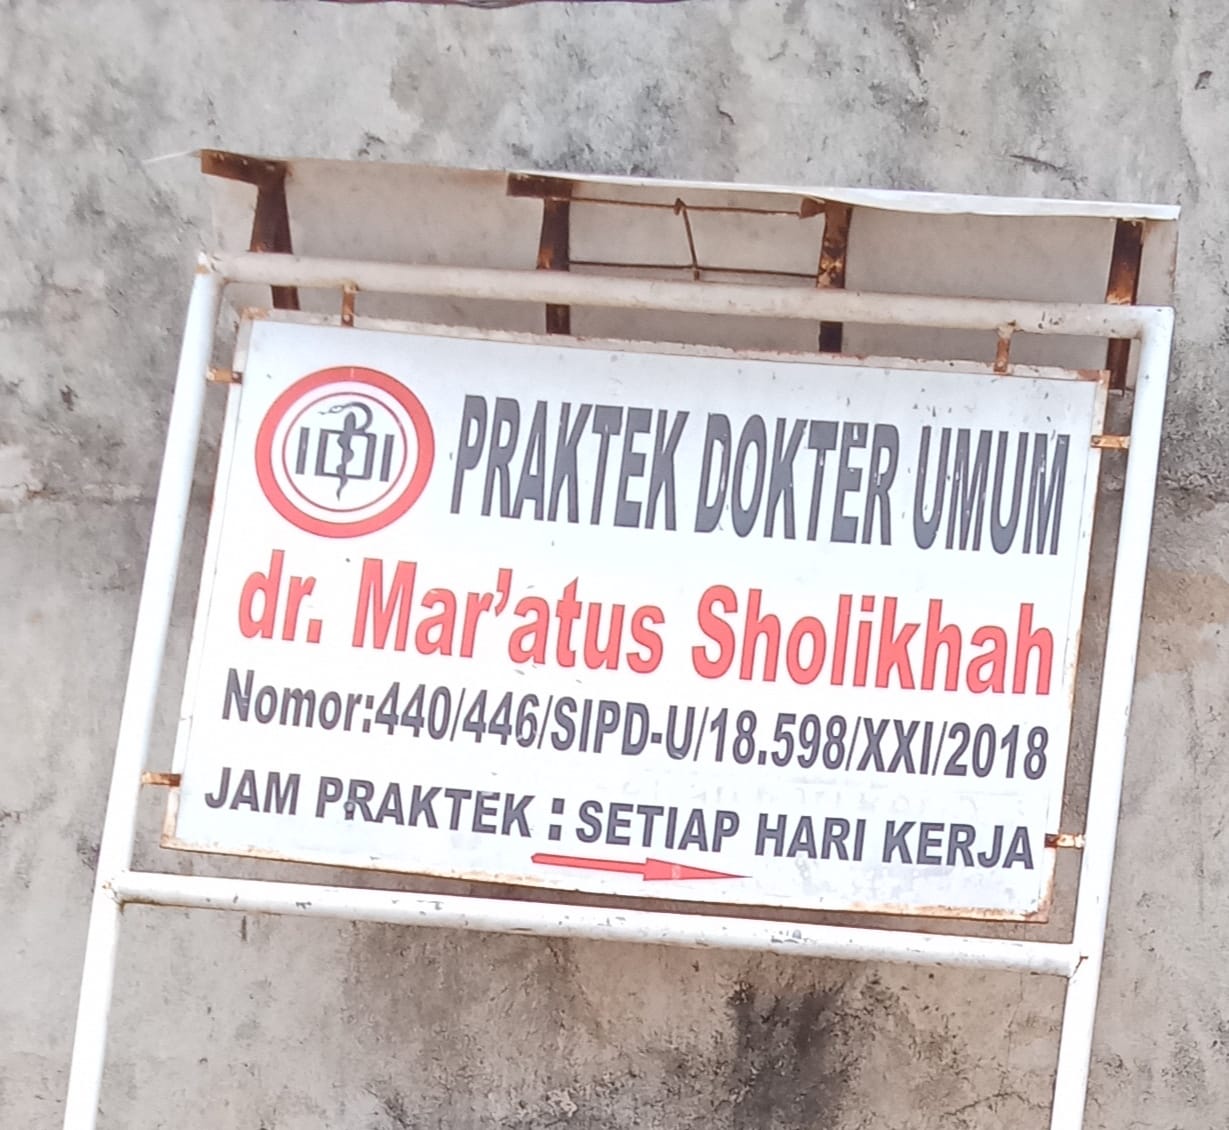 IDI
PRAKTEK DOKTER UMUM
dr. Mar'atus Sholikhah
Nomor:440/446/SIPD-U/18.598/XXI/2018
JAM PRAKTEK : SETIAP HARI KERJA